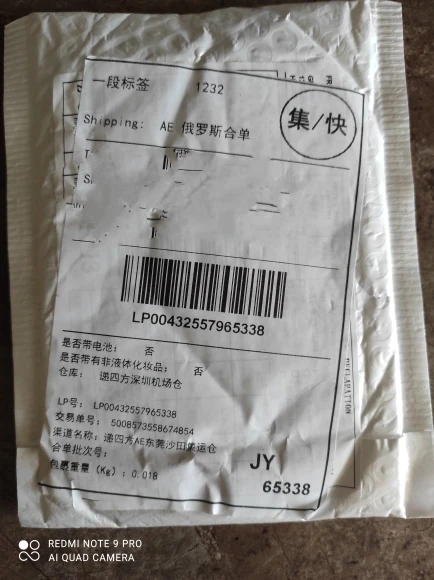 一段标签 1232
集/快
Shipping: AE 俄罗斯合单
LP00432557965338
是否带电池: 否
是否带有非液体化妆品: 否
仓库: 递四方深圳机场仓
LP号: LP00432557965338
交易单号: 5008573558674854
渠道名称: 递四方AE东莞沙田集运仓
合单批次号:
包裹重量 (Kg): 0.018
JY
65338
REDMI NOTE 9 PRO
AI QUAD CAMERA